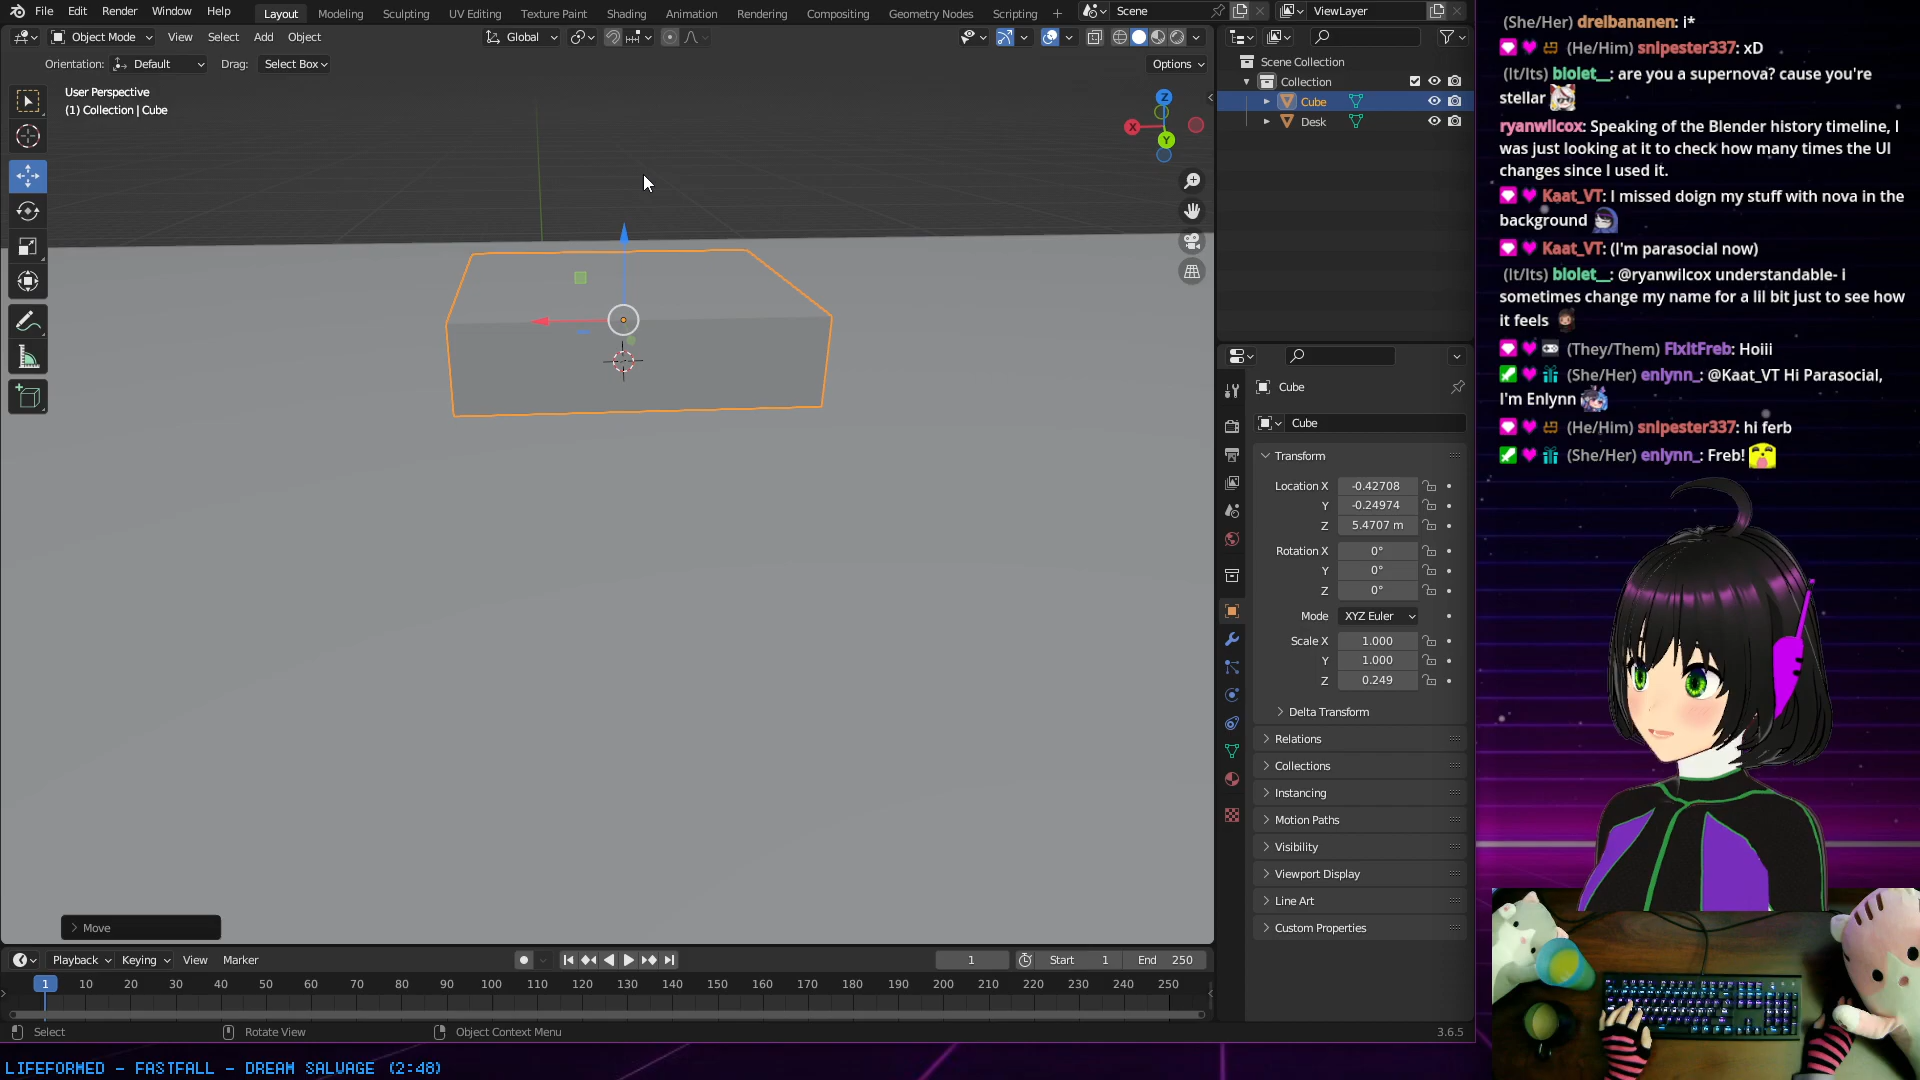 File Edit Render Window Help Layout Modeling Sculpting UV Editing Texture Paint Shading Animation Rendering Compositing Geometry Nodes Scripting + Scene ViewLayer
Object Mode View Select Add Object Global
Orientation: Default Drag: Select Box Options
User Perspective
(1) Collection | Cube
Z
X
Y
Scene Collection
Collection
Cube
Desk
Cube
Cube
Transform
Location X -0.42708
Y -0.24974
Z 5.4707 m
Rotation X 0°
Y 0°
Z 0°
Mode XYZ Euler
Scale X 1.000
Y 1.000
Z 0.249
Delta Transform
Relations
Collections
Instancing
Motion Paths
Visibility
Viewport Display
Line Art
Custom Properties
Move
Playback Keying View Marker 1 Start 1 End 250
1 10 20 30 40 50 60 70 80 90 100 110 120 130 140 150 160 170 180 190 200 210 220 230 240 250
Select Rotate View Object Context Menu 3.6.5
LIFEFORMED - FASTFALL - DREAM SALVAGE (2:48)
(She/Her) dreibananen: i*
(He/Him) snipester337: xD
(It/Its) biolet__: are you a supernova? cause you're
stellar
ryanwilcox: Speaking of the Blender history timeline, I
was just looking at it to check how many times the UI
changes since I used it.
Kaat_VT: I missed doign my stuff with nova in the
background
Kaat_VT: (I'm parasocial now)
(It/Its) biolet__: @ryanwilcox understandable- i
sometimes change my name for a lil bit just to see how
it feels
(They/Them) FixitFreb: Hoiii
(She/Her) enlynn_: @Kaat_VT Hi Parasocial,
I'm Enlynn
(He/Him) snipester337: hi ferb
(She/Her) enlynn_: Freb!